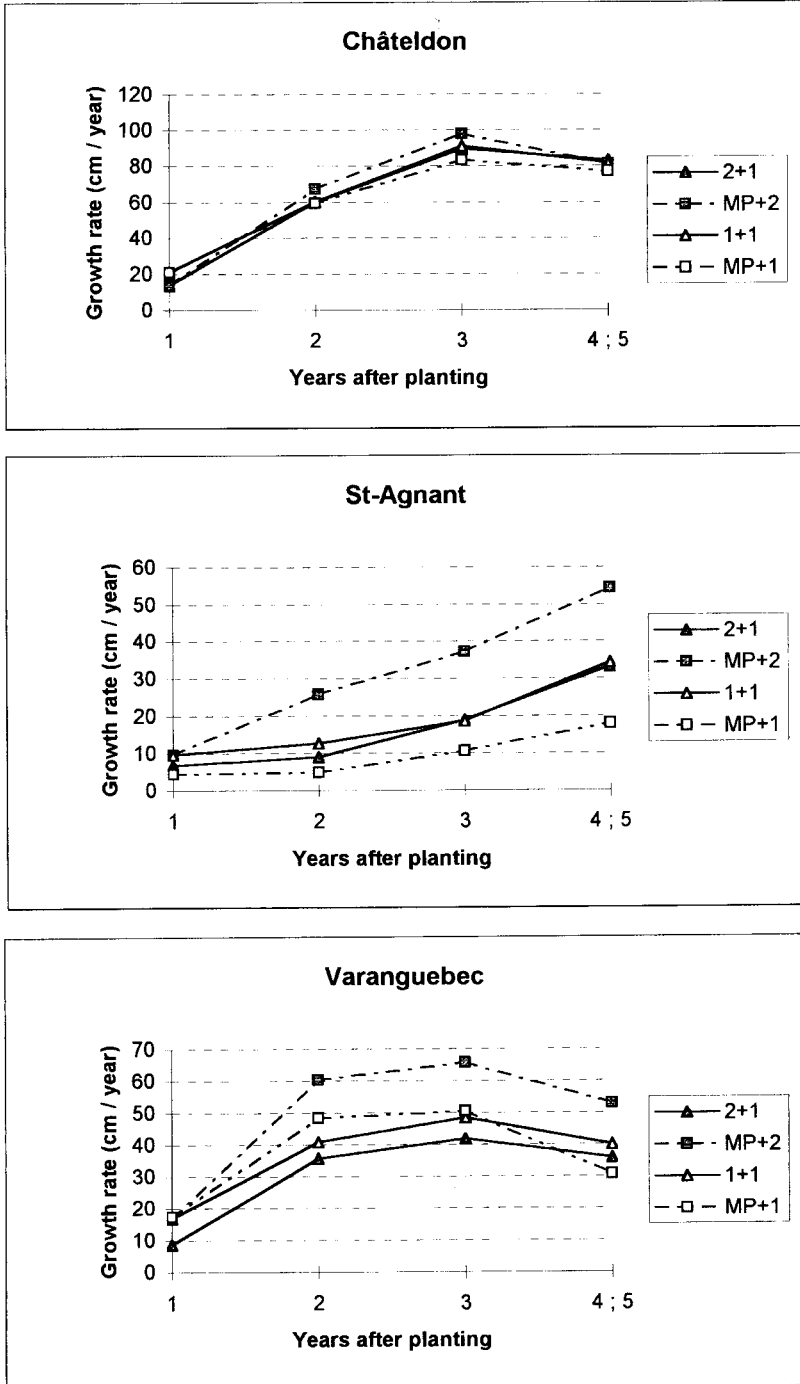 Châteldon
Growth rate (cm / year)
120
100
80
60
40
20
0
1 2 3 4 ; 5
Years after planting
2+1
MP+2
1+1
MP+1
St-Agnant
Growth rate (cm / year)
60
50
40
30
20
10
0
1 2 3 4 ; 5
Years after planting
2+1
MP+2
1+1
MP+1
Varanguebec
Growth rate (cm / year)
70
60
50
40
30
20
10
0
1 2 3 4 ; 5
Years after planting
2+1
MP+2
1+1
MP+1